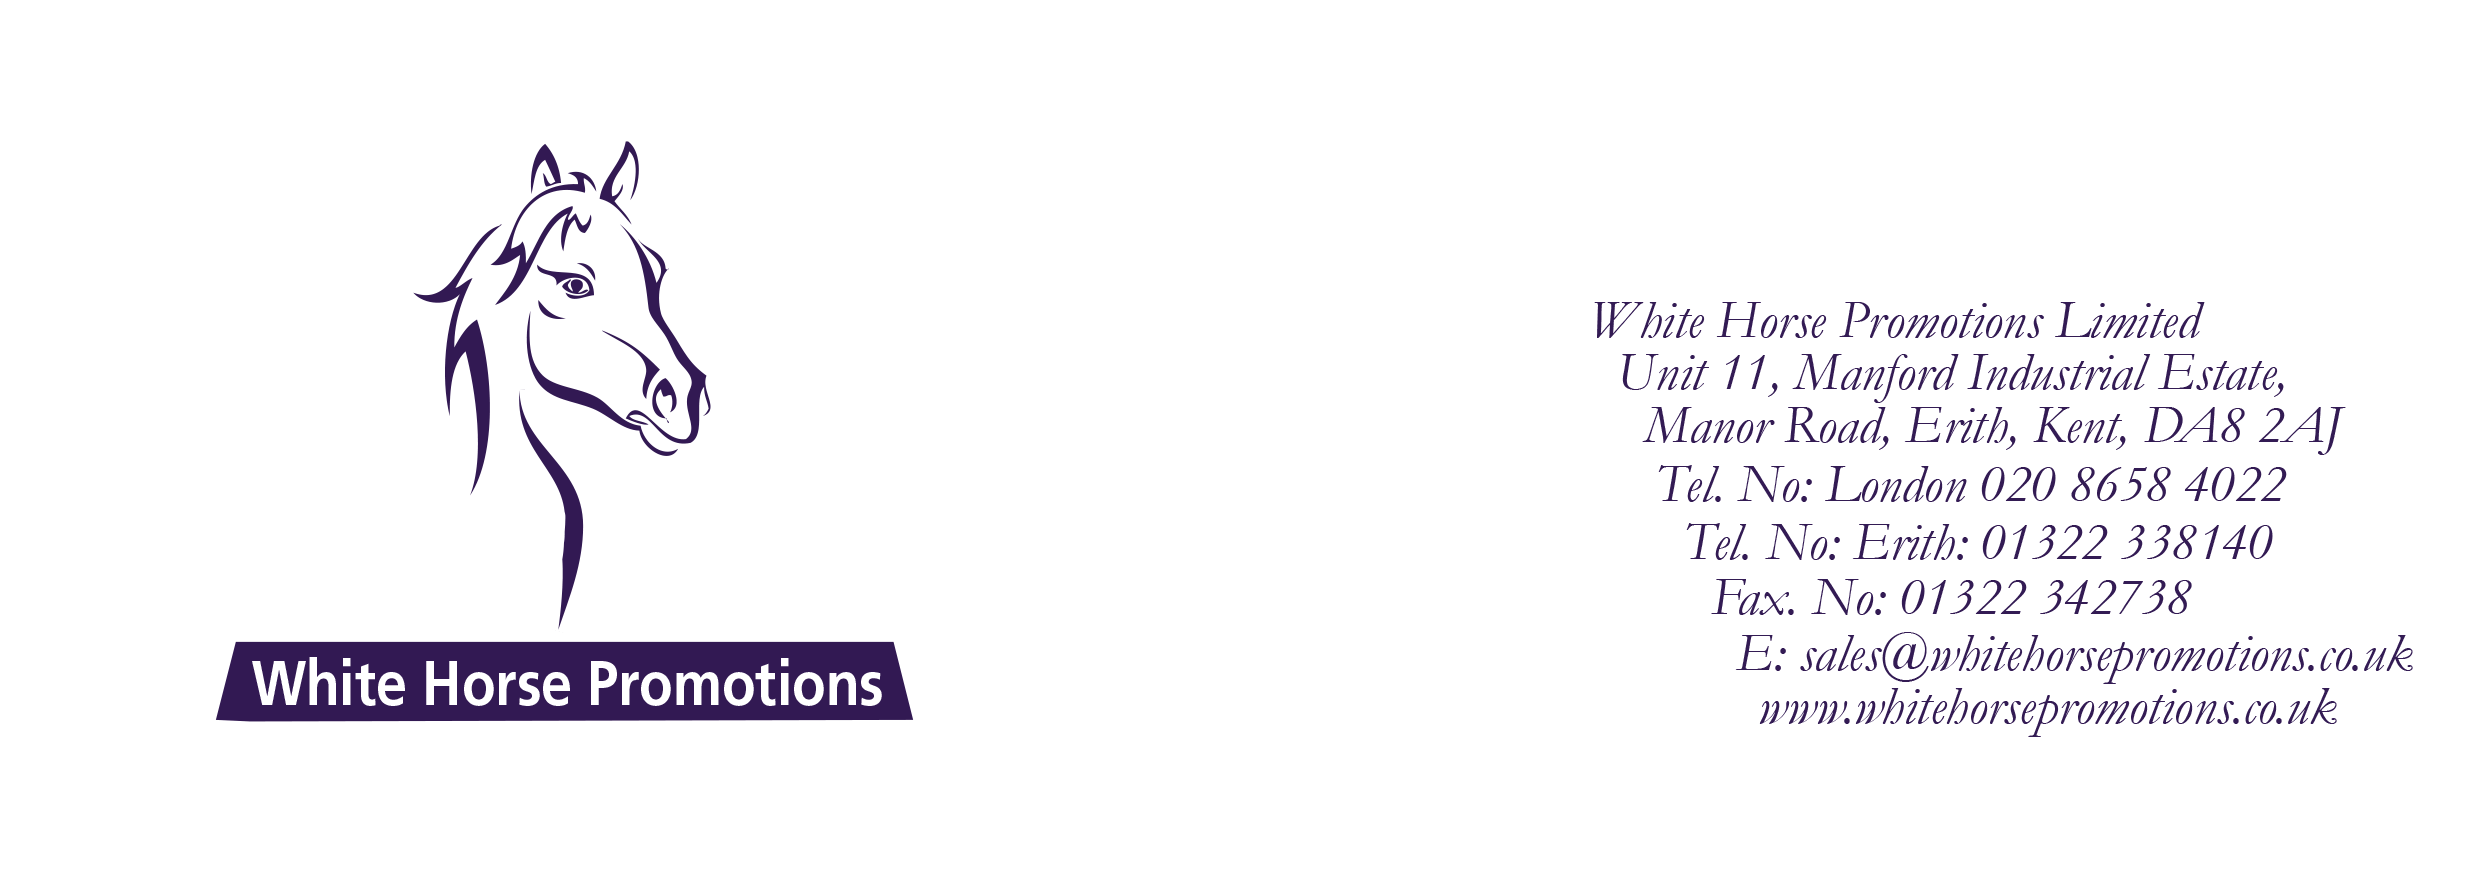 White Horse Promotions
White Horse Promotions Limited
Unit 11, Manford Industrial Estate,
Manor Road, Erith, Kent, DA8 2AJ
Tel. No: London 020 8658 4022
Tel. No: Erith: 01322 338140
Fax. No: 01322 342738
E: sales@whitehorsepromotions.co.uk
www.whitehorsepromotions.co.uk